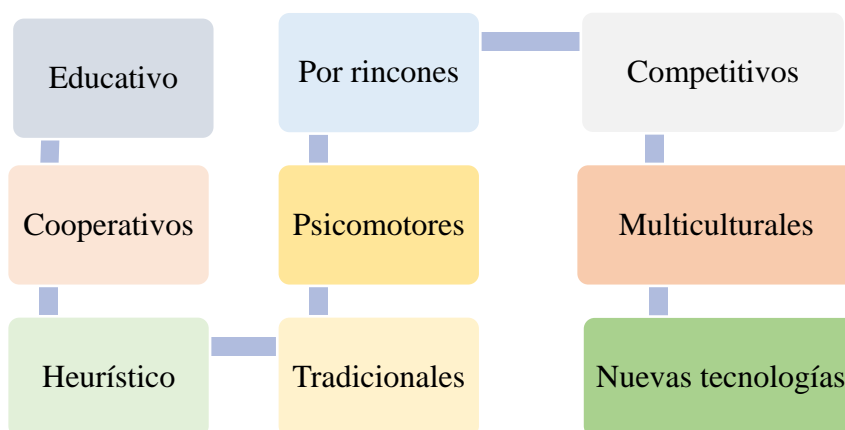 Educativo
Cooperativos
Heurístico
Tradicionales
Psicomotores
Por rincones
Competitivos
Multiculturales
Nuevas tecnologías